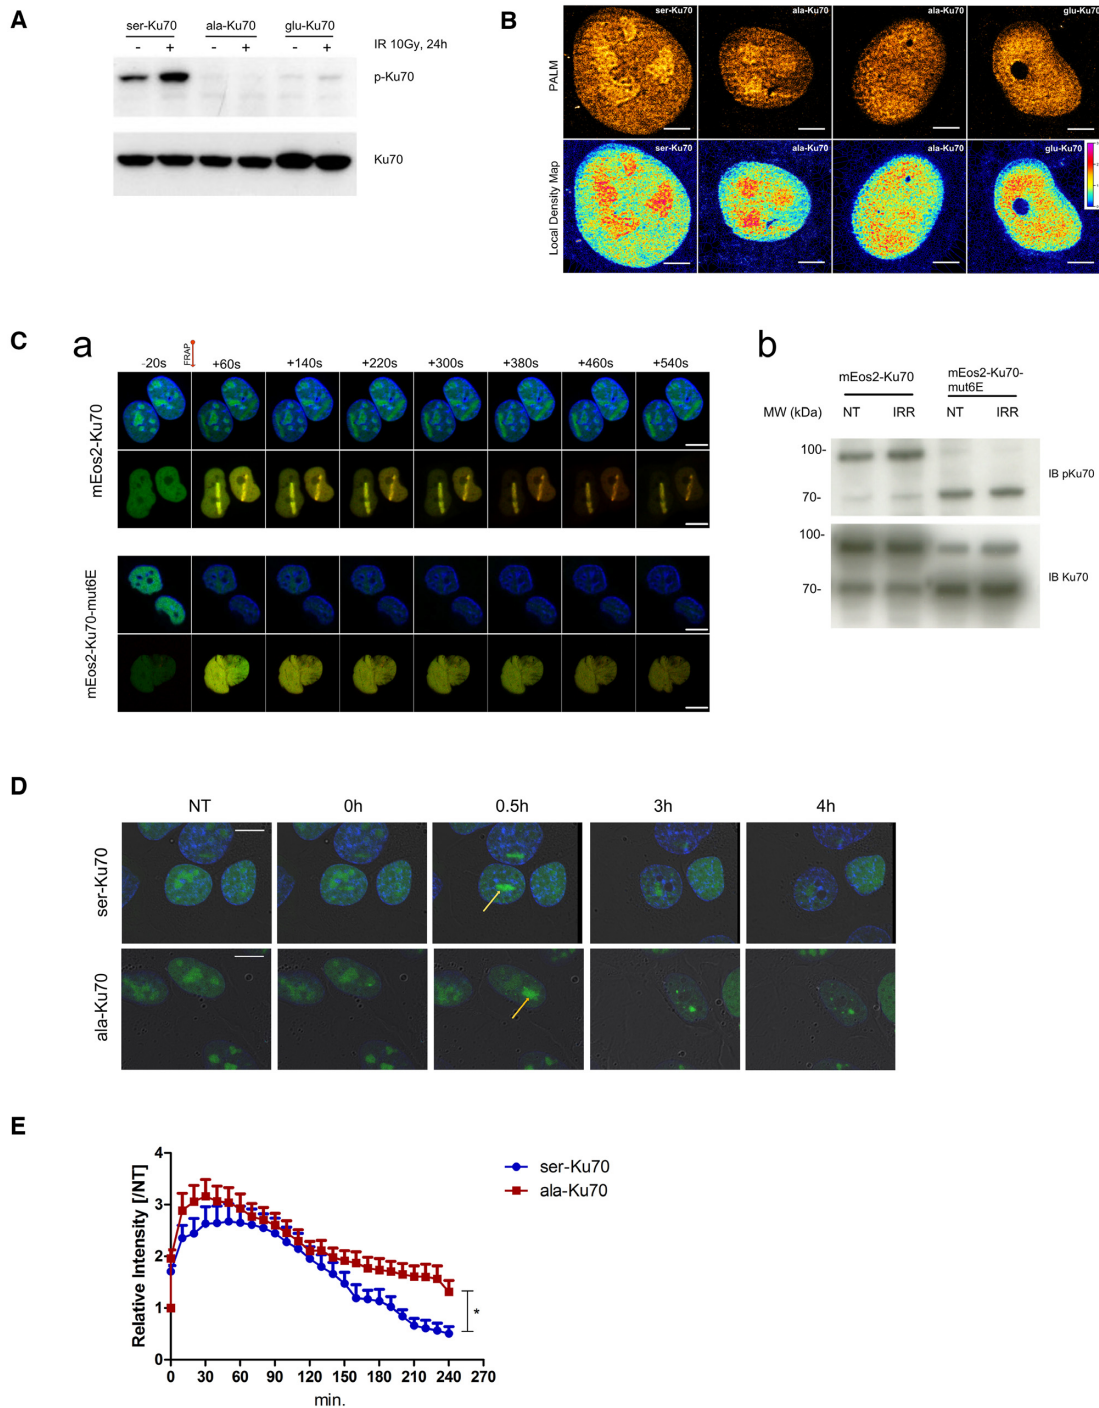 A
ser-Ku70 ala-Ku70 glu-Ku70
- + - + - + IR 10Gy, 24h
p-Ku70
Ku70
B
PALM
ser-Ku70 ala-Ku70 ala-Ku70 glu-Ku70
Local Density Map
ser-Ku70 ala-Ku70 ala-Ku70 glu-Ku70
C
a
-20s FRAP +60s +140s +220s +300s +380s +460s +540s
mEos2-Ku70
mEos2-Ku70-mut6E
b
mEos2-Ku70 mEos2-Ku70-
mut6E
MW (kDa) NT IRR NT IRR
100-
IB pKu70
70-
100-
IB Ku70
70-
D
NT 0h 0.5h 3h 4h
ser-Ku70
ala-Ku70
E
Relative Intensity [/NT]
4
3
2
1
0
0 30 60 90 120 150 180 210 240 270
min.
ser-Ku70
ala-Ku70
*